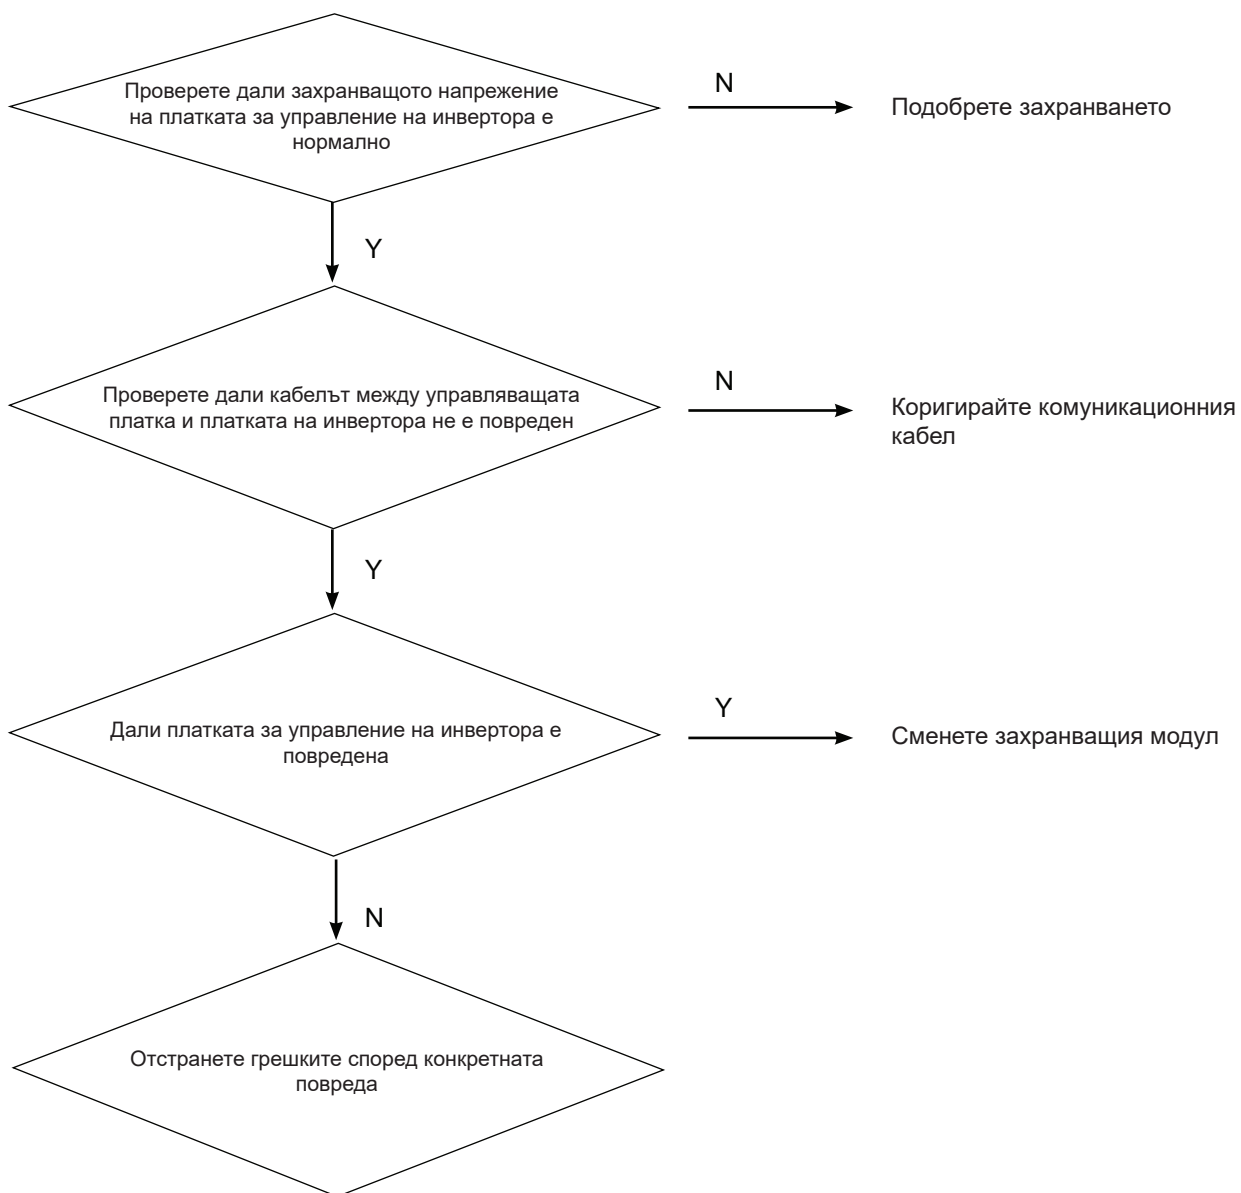 Проверете дали захранващото напрежение
на платката за управление на инвертора е
нормално
N
Подобрете захранването
Y
Проверете дали кабелът между управляващата
платка и платката на инвертора не е повреден
N
Коригирайте комуникационния
кабел
Y
Дали платката за управление на инвертора е
повредена
Y
Сменете захранващия модул
N
Отстранете грешките според конкретната
повреда